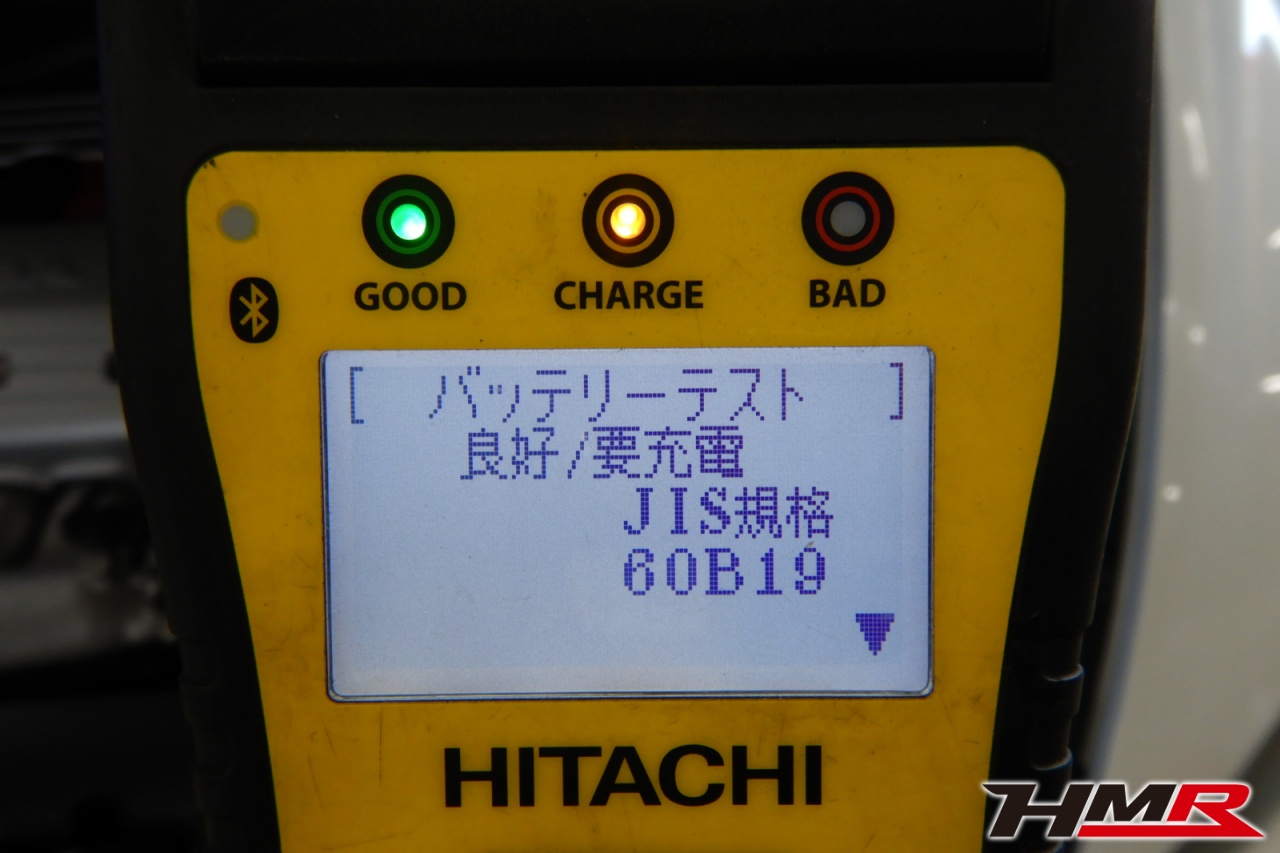 GOOD CHARGE BAD
[ バッテリーテスト ]
良好/要充電
JIS規格
60B19
HITACHI
HMR